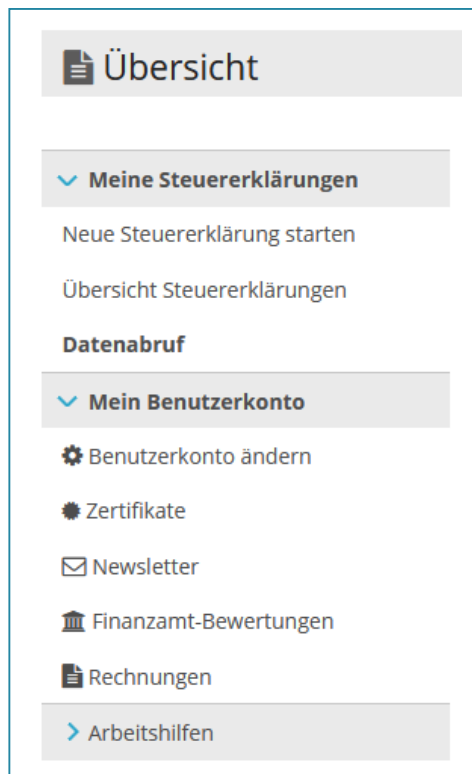 Übersicht
Meine Steuererklärungen
Neue Steuererklärung starten
Übersicht Steuererklärungen
Datenabruf
Mein Benutzerkonto
Benutzerkonto ändern
Zertifikate
Newsletter
Finanzamt-Bewertungen
Rechnungen
Arbeitshilfen